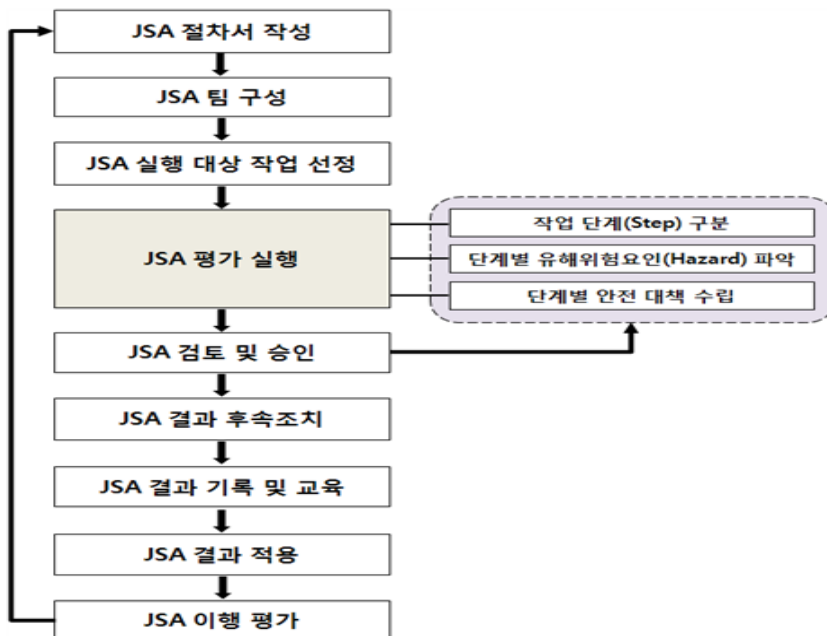 JSA 절차서 작성
JSA 팀 구성
JSA 실행 대상 작업 선정
JSA 평가 실행
작업 단계(Step) 구분
단계별 유해위험요인(Hazard) 파악
단계별 안전 대책 수립
JSA 검토 및 승인
JSA 결과 후속조치
JSA 결과 기록 및 교육
JSA 결과 적용
JSA 이행 평가